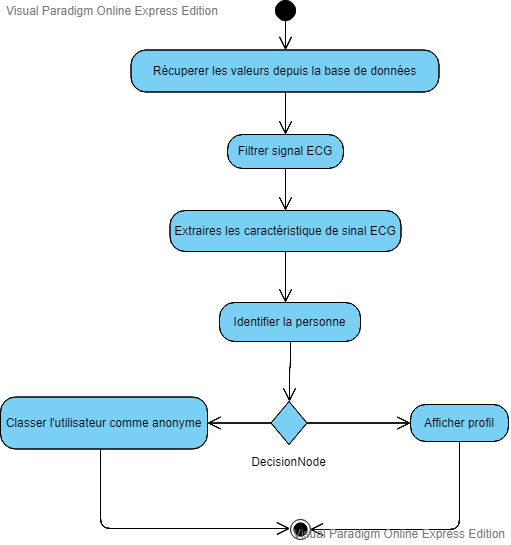 Visual Paradigm Online Express Edition
Récuperer les valeurs depuis la base de données
Filtrer signal ECG
Extraires les caractéristique de sinal ECG
Identifier la personne
Classer l'utilisateur comme anonyme
Afficher profil
DecisionNode
Visual Paradigm Online Express Edition